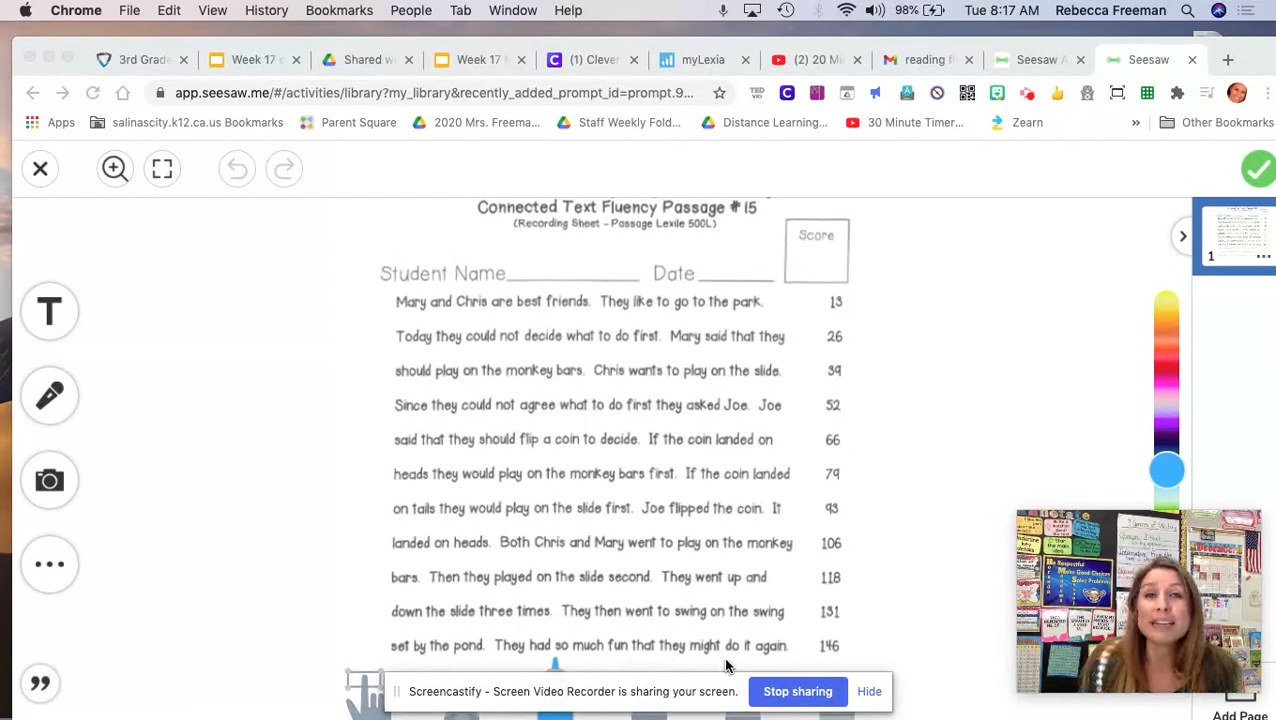 Chrome File Edit View History Bookmarks People Tab Window Help 98% Tue 8:17 AM Rebecca Freeman
3rd Grade Week 17 Shared w Week 17 (1) Clever myLexia (2) 20 Mi reading f Seesaw A Seesaw
app.seesaw.me/#/activities/library?my_library&recently_added_prompt_id=prompt.9...
Apps salinascity.k12.ca.us Bookmarks Parent Square 2020 Mrs. Freema... Staff Weekly Fold... Distance Learning... 30 Minute Timer... Zearn » Other Bookmarks
Connected Text Fluency Passage #15
(Recording Sheet - Passage Lexile 500L)
Score
Student Name Date
Mary and Chris are best friends. They like to go to the park. 13
Today they could not decide what to do first. Mary said that they 26
should play on the monkey bars. Chris wants to play on the slide. 39
Since they could not agree what to do first they asked Joe. Joe 52
said that they should flip a coin to decide. If the coin landed on 66
heads they would play on the monkey bars first. If the coin landed 79
on tails they would play on the slide first. Joe flipped the coin. It 93
landed on heads. Both Chris and Mary went to play on the monkey 106
bars. Then they played on the slide second. They went up and 118
down the slide three times. They then went to swing on the swing 131
set by the pond. They had so much fun that they might do it again. 146
T
1
Screencastify - Screen Video Recorder is sharing your screen. Stop sharing Hide
Be Respectful
Make Good Choices
Solve Problems
December
Add Page